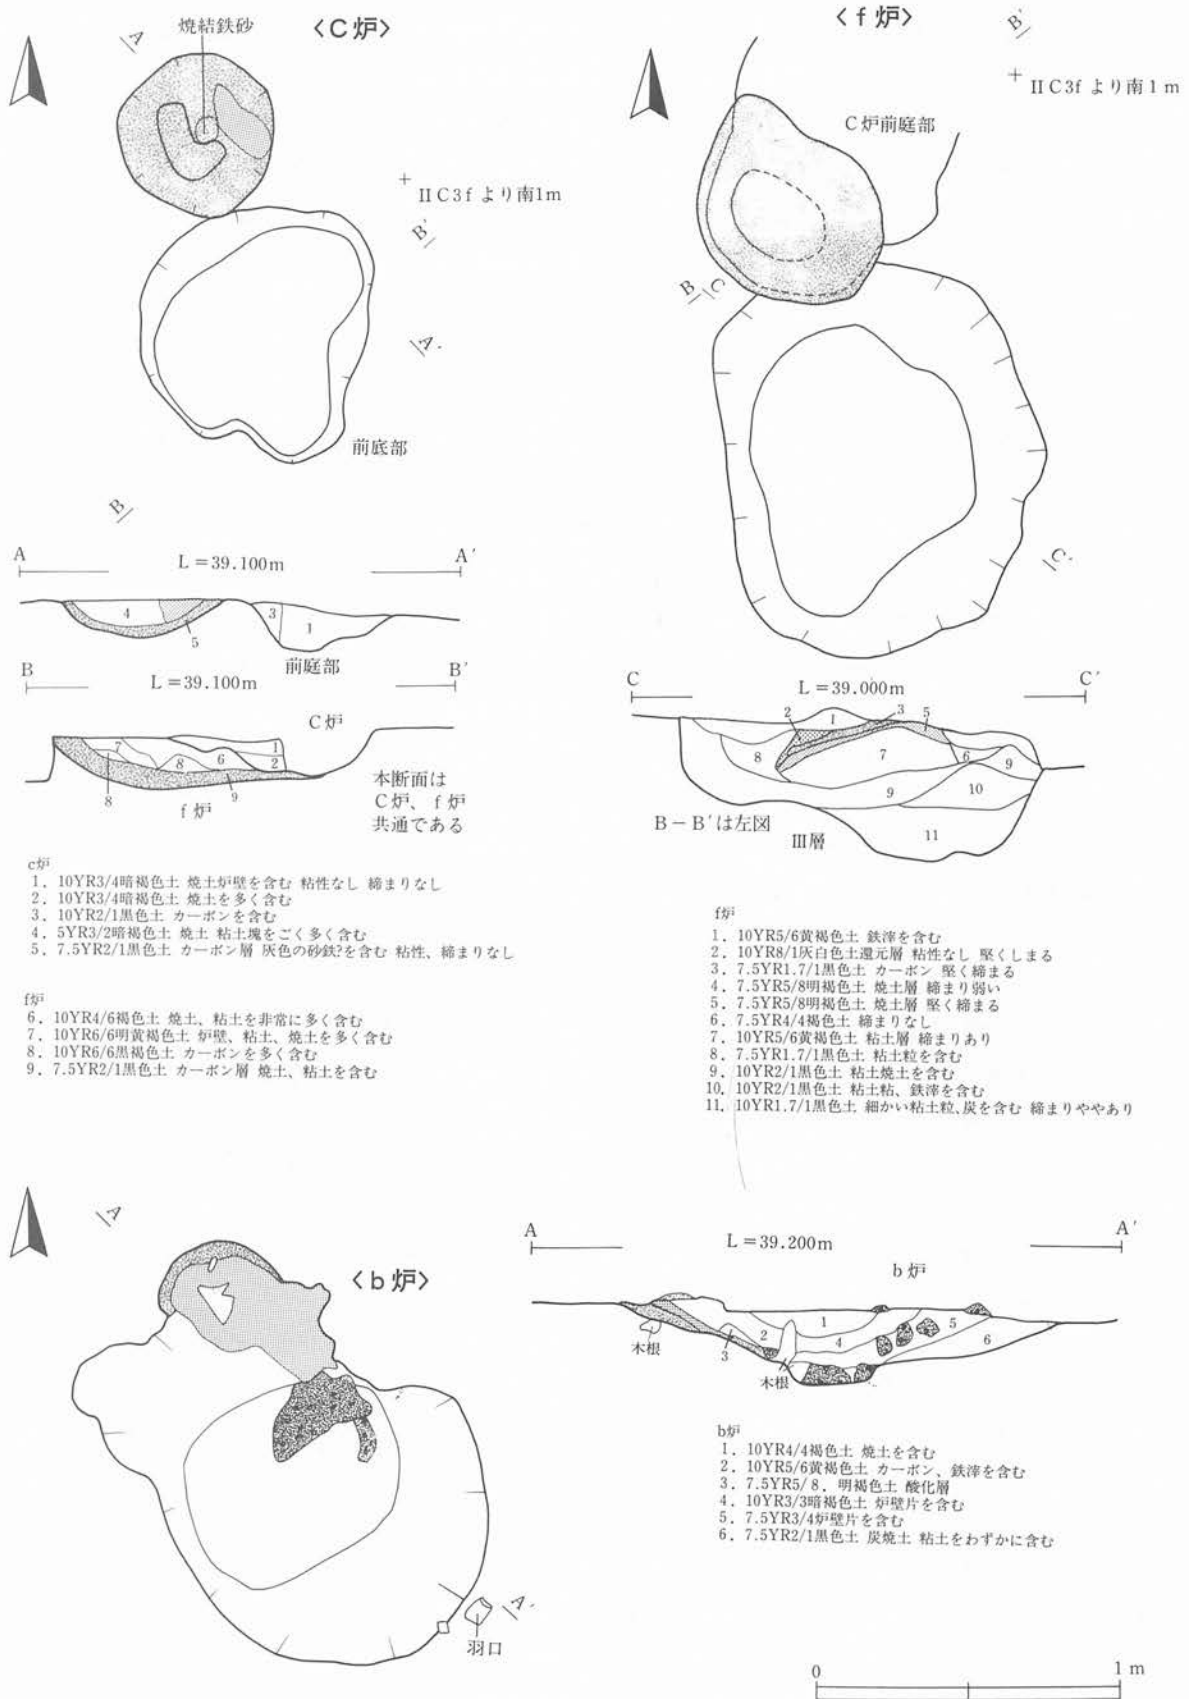 〈C炉〉
焼結鉄砂
A
ⅡC3fより南1m
B'
A'
前庭部
B
A
L=39.100m
A'
4
5
3
1
前庭部
B
L=39.100m
B'
C炉
7
8
6
1
2
8
9
f炉
本断面は
C炉、f炉
共通である
c炉
1. 10YR3/4暗褐色土 焼土炉壁を含む 粘性なし 締まりなし
2. 10YR3/4暗褐色土 焼土を多く含む
3. 10YR2/1黒色土 カーボンを含む
4. 5YR3/2暗褐色土 焼土 粘土塊をごく多く含む
5. 7.5YR2/1黒色土 カーボン層 灰色の砂鉄?を含む 粘性、締まりなし
f炉
6. 10YR4/6褐色土 焼土、粘土を非常に多く含む
7. 10YR6/6明黄褐色土 炉壁、粘土、焼土を多く含む
8. 10YR6/6黒褐色土 カーボンを多く含む
9. 7.5YR2/1黒色土 カーボン層 焼土、粘土を含む
〈f炉〉
B'
ⅡC3fより南1m
C炉前庭部
B
C
C'
C
L=39.000m
C'
2
1
3
5
8
7
6
9
9
10
11
B-B'は左図
Ⅲ層
f炉
1. 10YR5/6黄褐色土 鉄滓を含む
2. 10YR8/1灰白色土還元層 粘性なし 堅くしまる
3. 7.5YR1.7/1黒色土 カーボン 堅く締まる
4. 7.5YR5/8明褐色土 焼土層 締まり弱い
5. 7.5YR5/8明褐色土 焼土層 堅く締まる
6. 7.5YR4/4褐色土 締まりなし
7. 10YR5/6黄褐色土 粘土層 締まりあり
8. 7.5YR1.7/1黒色土 粘土粒を含む
9. 10YR2/1黒色土 粘土焼土を含む
10. 10YR2/1黒色土 粘土粘、鉄滓を含む
11. 10YR1.7/1黒色土 細かい粘土粒、炭を含む 締まりややあり
〈b炉〉
A
A'
羽口
A
L=39.200m
A'
b炉
1
2
3
4
5
6
木根
木根
b炉
1. 10YR4/4褐色土 焼土を含む
2. 10YR5/6黄褐色土 カーボン、鉄滓を含む
3. 7.5YR5/8. 明褐色土 酸化層
4. 10YR3/3暗褐色土 炉壁片を含む
5. 7.5YR3/4炉壁片を含む
6. 7.5YR2/1黒色土 炭焼土 粘土をわずかに含む
0
1m